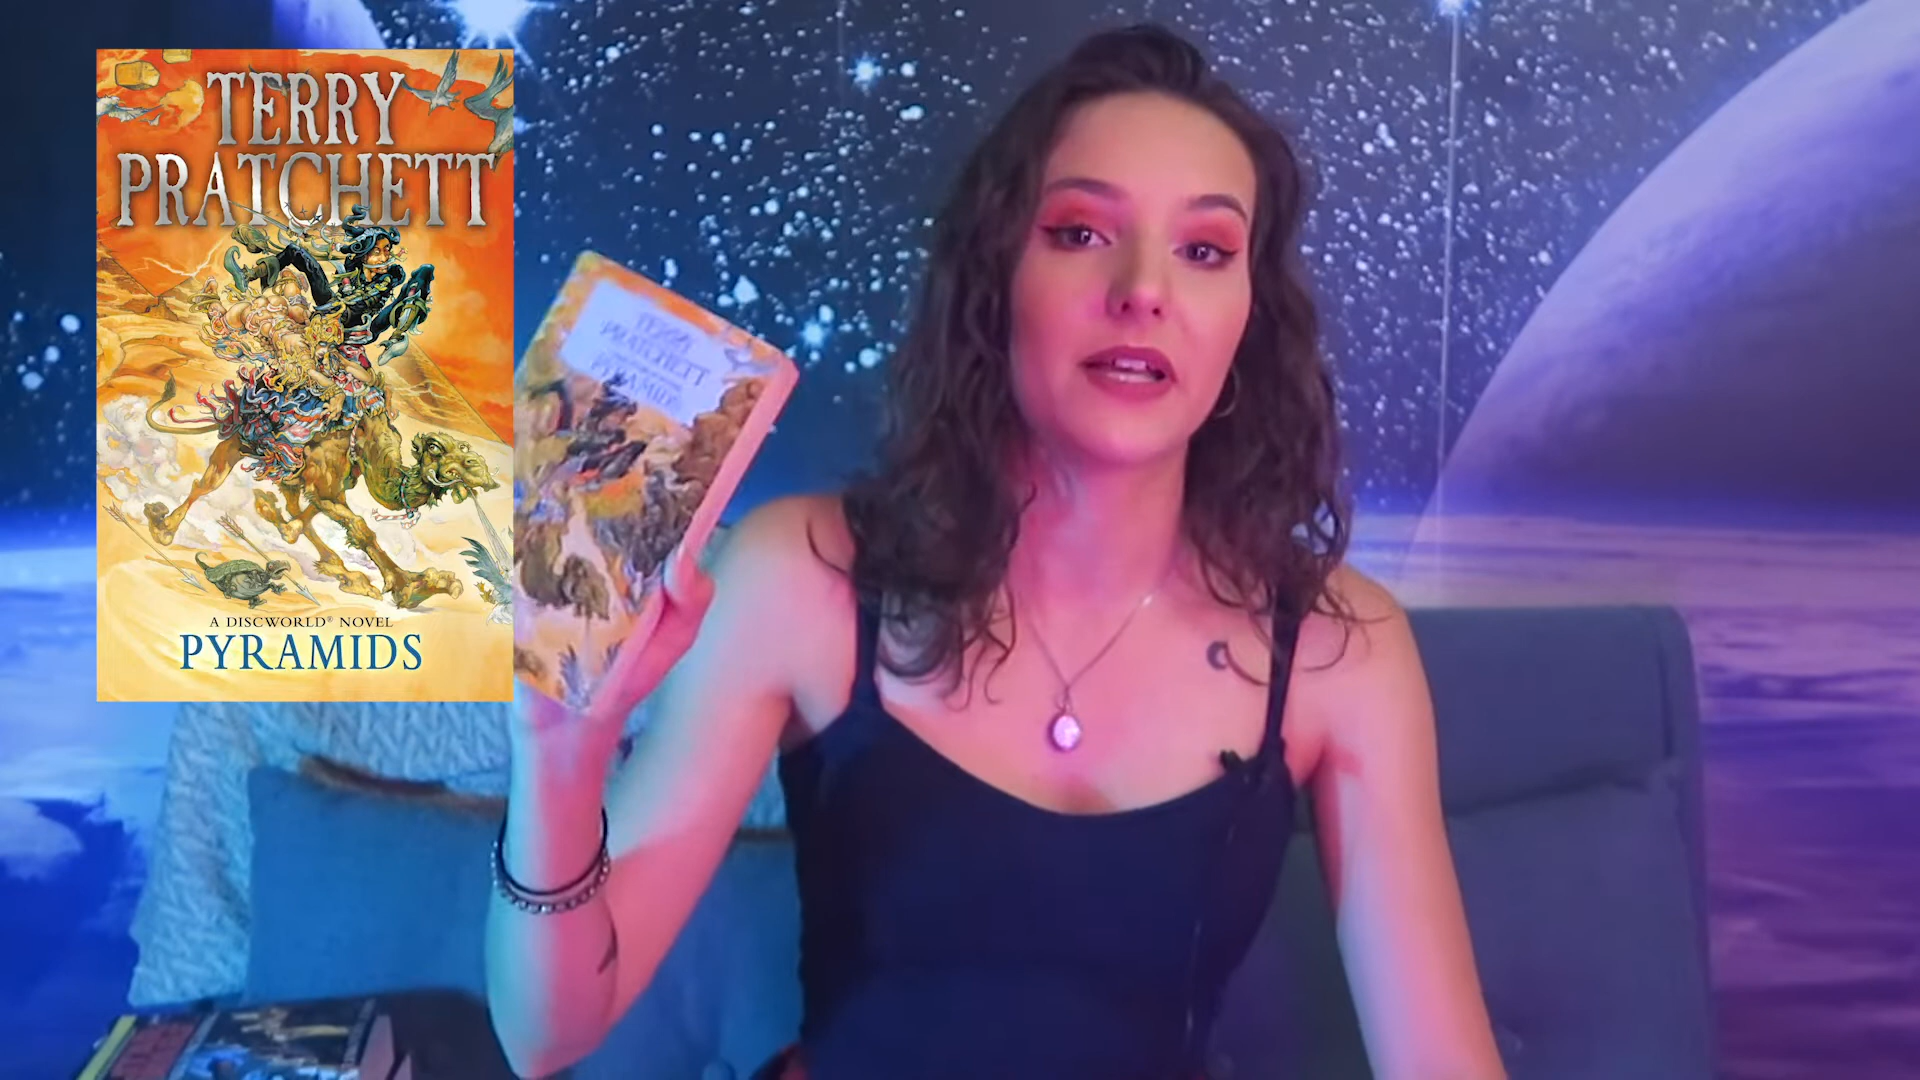 TERRY
PRATCHETT
A DISCWORLD® NOVEL
PYRAMIDS
TERRY
PRATCHETT
PYRAMIDS